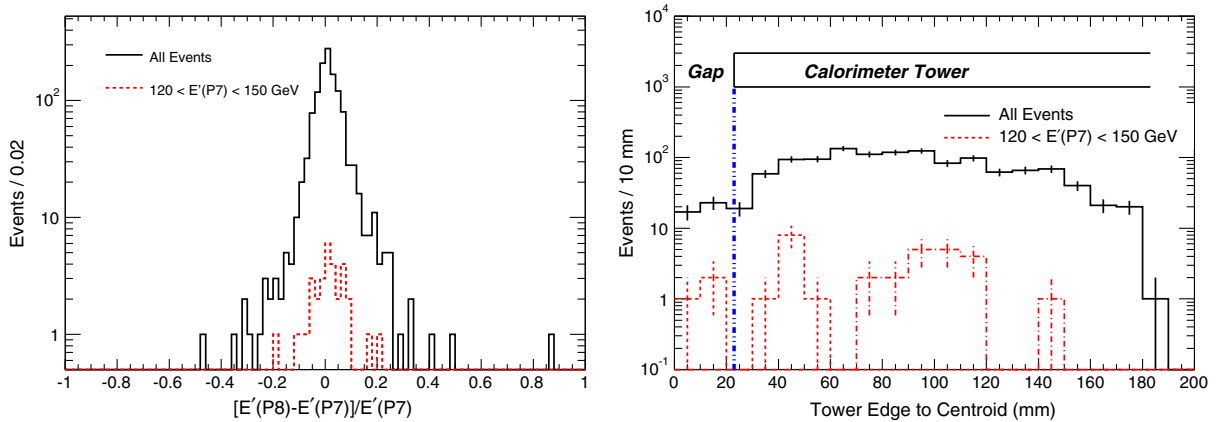 All Events
120 < E'(P7) < 150 GeV
Events / 0.02
10²
10
1
-1 -0.8 -0.6 -0.4 -0.2 0 0.2 0.4 0.6 0.8 1
[E′(P8)-E′(P7)]/E′(P7)
Gap
Calorimeter Tower
All Events
120 < E′(P7) < 150 GeV
Events / 10 mm
10⁴
10³
10²
10
1
10⁻¹
0 20 40 60 80 100 120 140 160 180 200
Tower Edge to Centroid (mm)